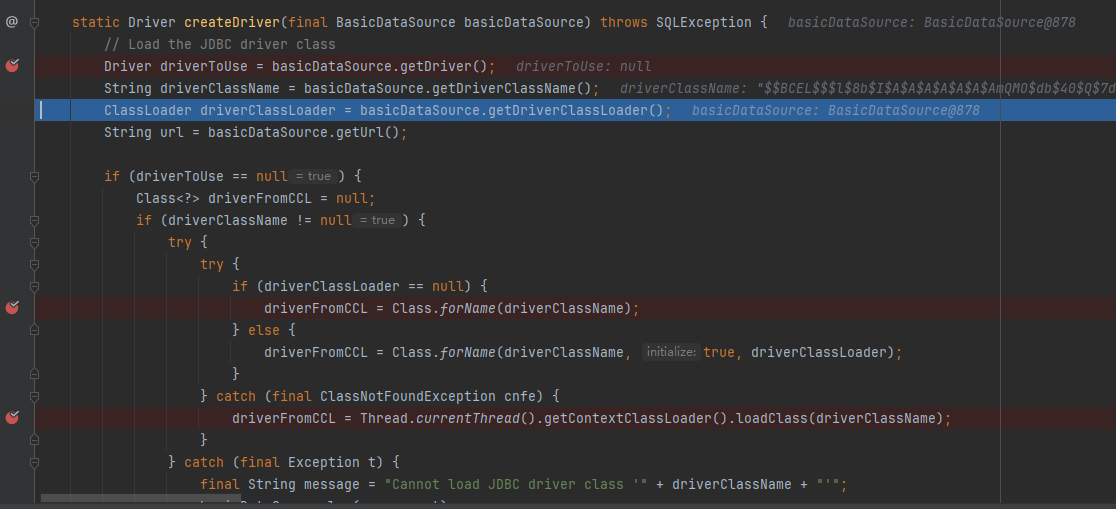 @ static Driver createDriver(final BasicDataSource basicDataSource) throws SQLException { basicDataSource: BasicDataSource@878
// Load the JDBC driver class
Driver driverToUse = basicDataSource.getDriver(); driverToUse: null
String driverClassName = basicDataSource.getDriverClassName(); driverClassName: "$$BCEL$$$l$8b$I$A$A$A$A$A$A$AmQMO$db$40$Q$7d
ClassLoader driverClassLoader = basicDataSource.getDriverClassLoader(); basicDataSource: BasicDataSource@878
String url = basicDataSource.getUrl();
if (driverToUse == null = true ) {
Class<?> driverFromCCL = null;
if (driverClassName != null = true ) {
try {
try {
if (driverClassLoader == null) {
driverFromCCL = Class.forName(driverClassName);
} else {
driverFromCCL = Class.forName(driverClassName, initialize: true, driverClassLoader);
}
} catch (final ClassNotFoundException cnfe) {
driverFromCCL = Thread.currentThread().getContextClassLoader().loadClass(driverClassName);
}
} catch (final Exception t) {
final String message = "Cannot load JDBC driver class '" + driverClassName + "'";